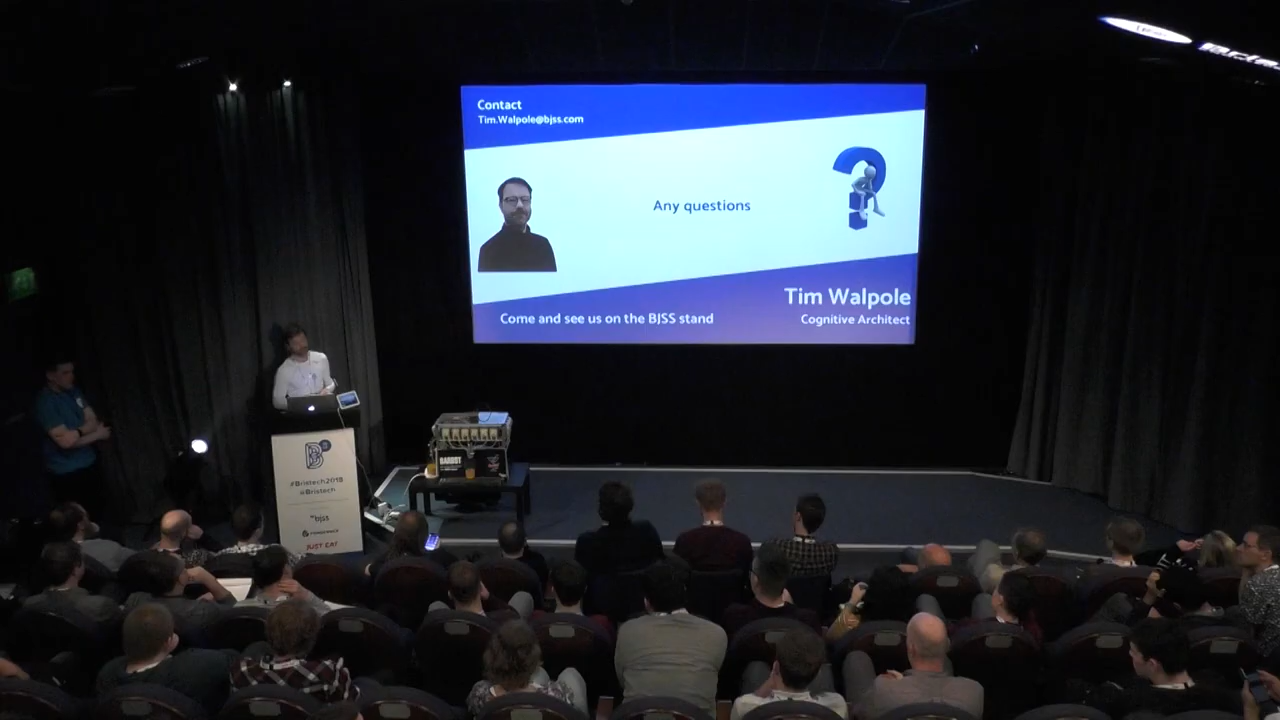 Contact
Tim.Walpole@bjss.com
Any questions
Tim Walpole
Come and see us on the BJSS stand
Cognitive Architect
#Bristech2018
@Bristech
bjss
JUST EAT
BARBOT